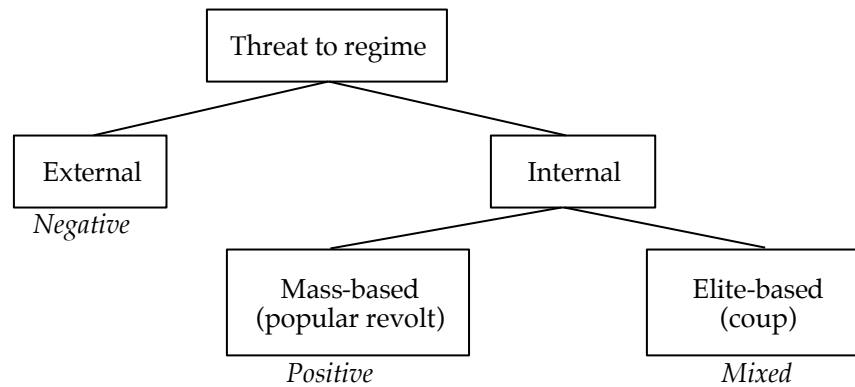 Threat to regime
External
Internal
Negative
Mass-based
(popular revolt)
Elite-based
(coup)
Positive
Mixed